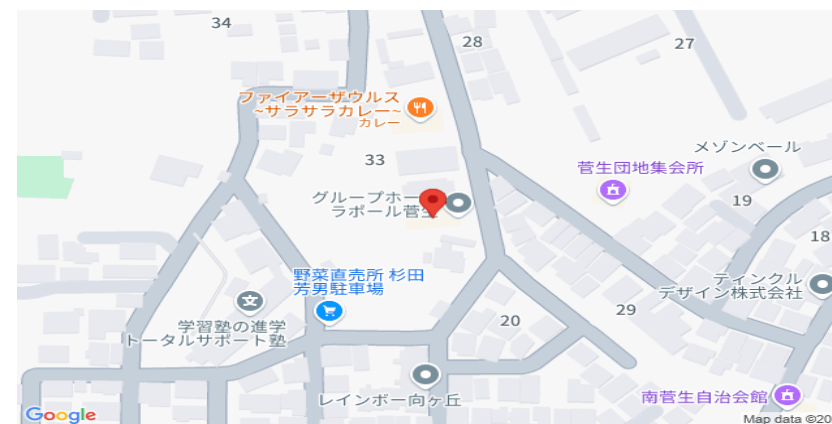 34
28
27
ファイアーザウルス
~サラサラカレー~
カレー
メゾンベール
33
菅生団地集会所
グループホー
ラポール菅生
19
18
野菜直売所 杉田
芳男駐車場
ティンクル
デザイン株式会社
学習塾の進学
トータルサポート塾
20
29
レインボー向ヶ丘
南菅生自治会館
Google
Map data ©20